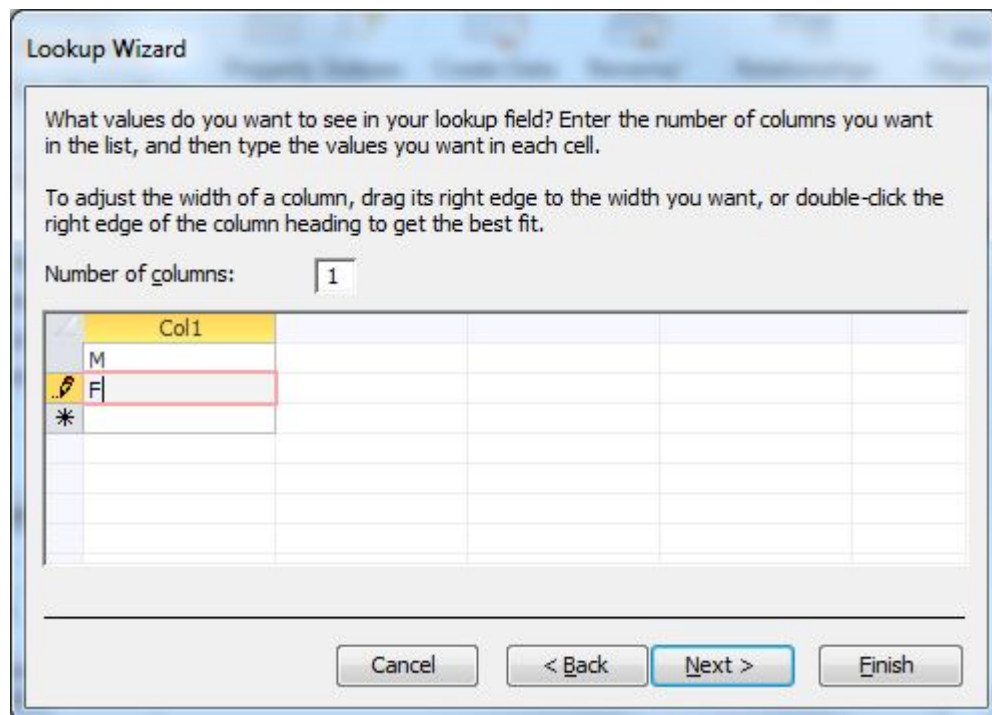 Lookup Wizard
What values do you want to see in your lookup field? Enter the number of columns you want
in the list, and then type the values you want in each cell.
To adjust the width of a column, drag its right edge to the width you want, or double-click the
right edge of the column heading to get the best fit.
Number of columns: 1
Col1
M
F
Cancel < Back Next > Finish